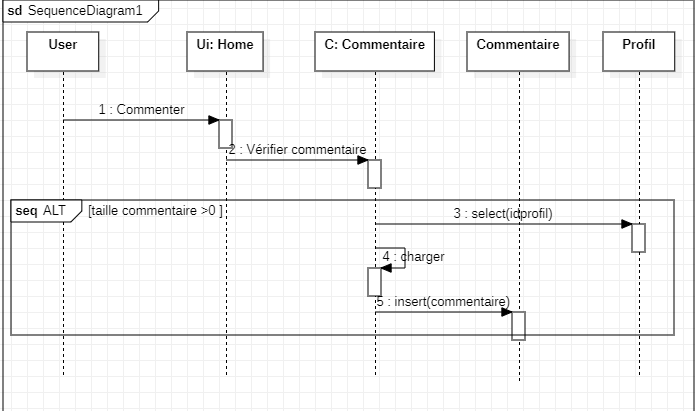 sd SequenceDiagram1
User
Ui: Home
C: Commentaire
Commentaire
Profil
1 : Commenter
2 : Vérifier commentaire
seq ALT [taille commentaire >0 ]
3 : select(idprofil)
4 : charger
5 : insert(commentaire)